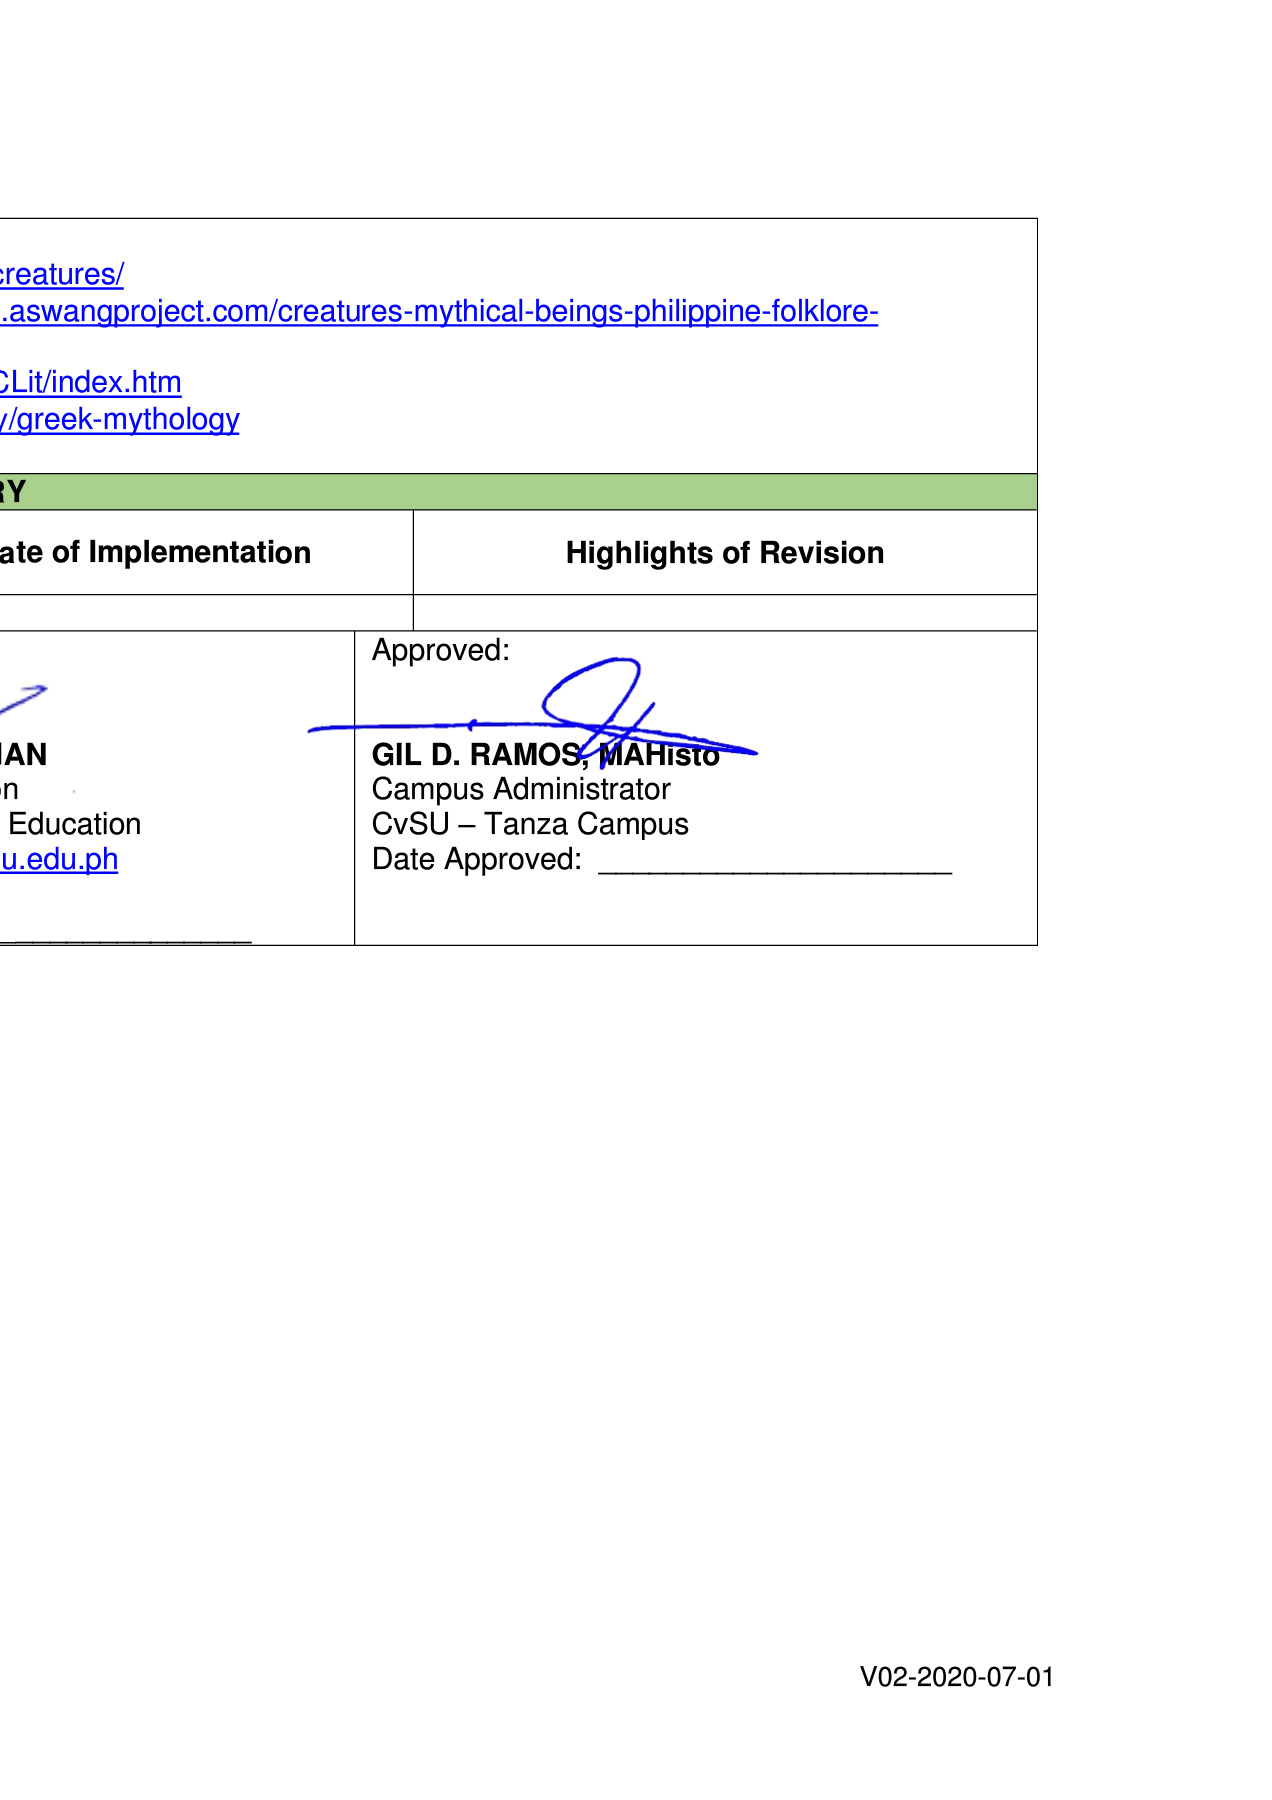 creatures/
.aswangproject.com/creatures-mythical-beings-philippine-folklore-
CLit/index.htm
y/greek-mythology
RY
ate of Implementation
Highlights of Revision
Approved:
IAN
on
Education
u.edu.ph
GIL D. RAMOS, MAHisto
Campus Administrator
CvSU – Tanza Campus
Date Approved: _____________________
V02-2020-07-01